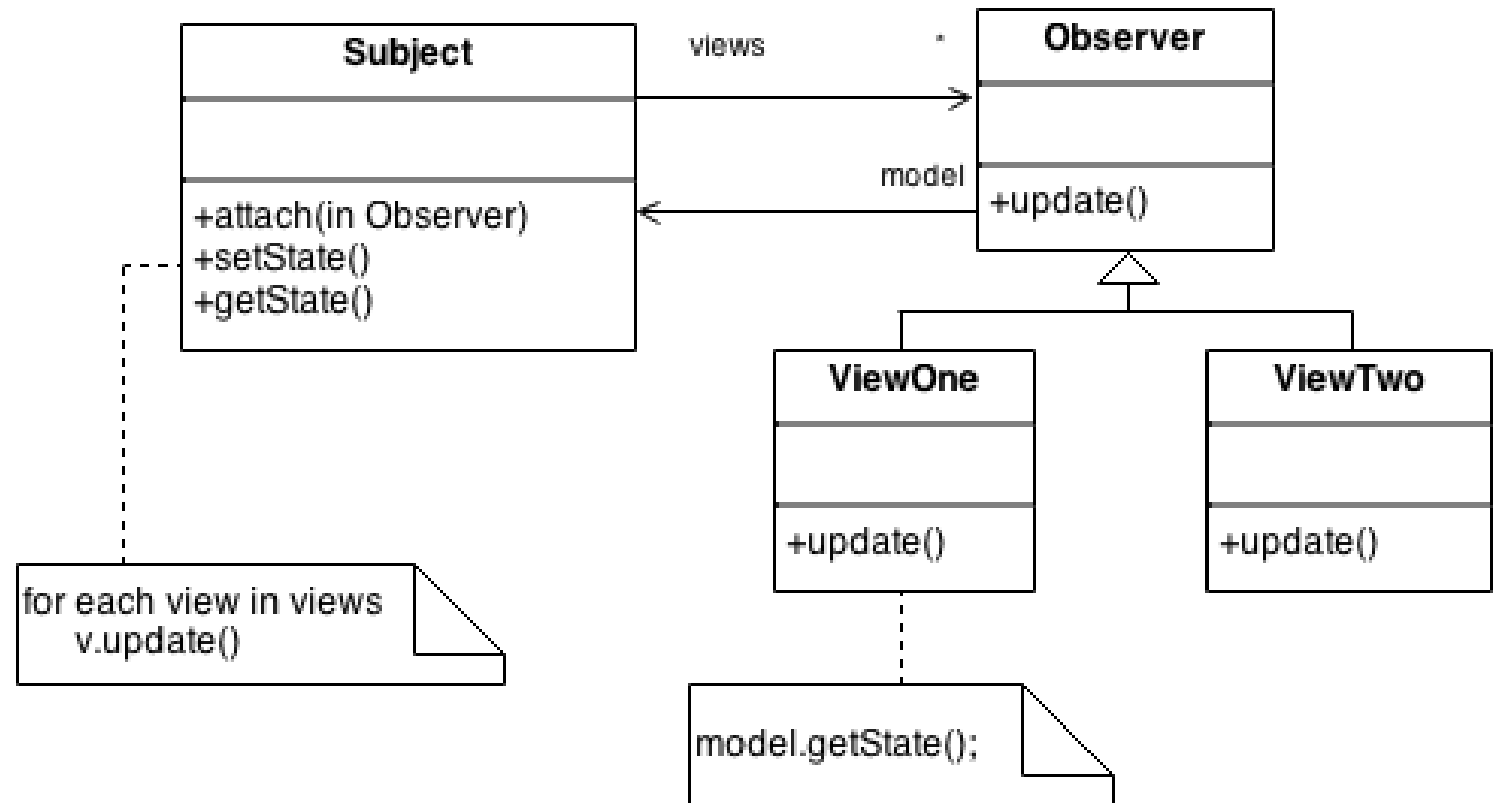 Subject
+attach(in Observer)
+setState()
+getState()
views
*
model
Observer
+update()
ViewOne
+update()
ViewTwo
+update()
for each view in views
v.update()
model.getState();